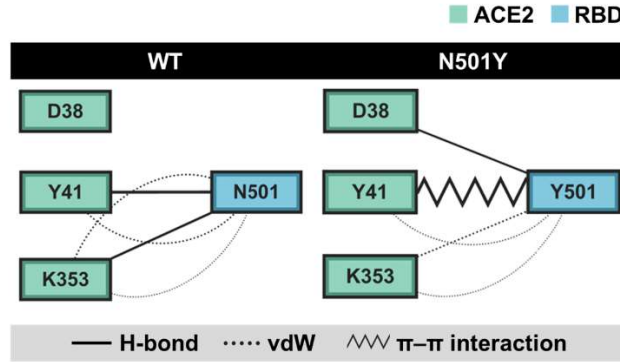 ACE2 RBD
WT N501Y
D38 D38
Y41 N501 Y41 Y501
K353 K353
H-bond vdW π–π interaction